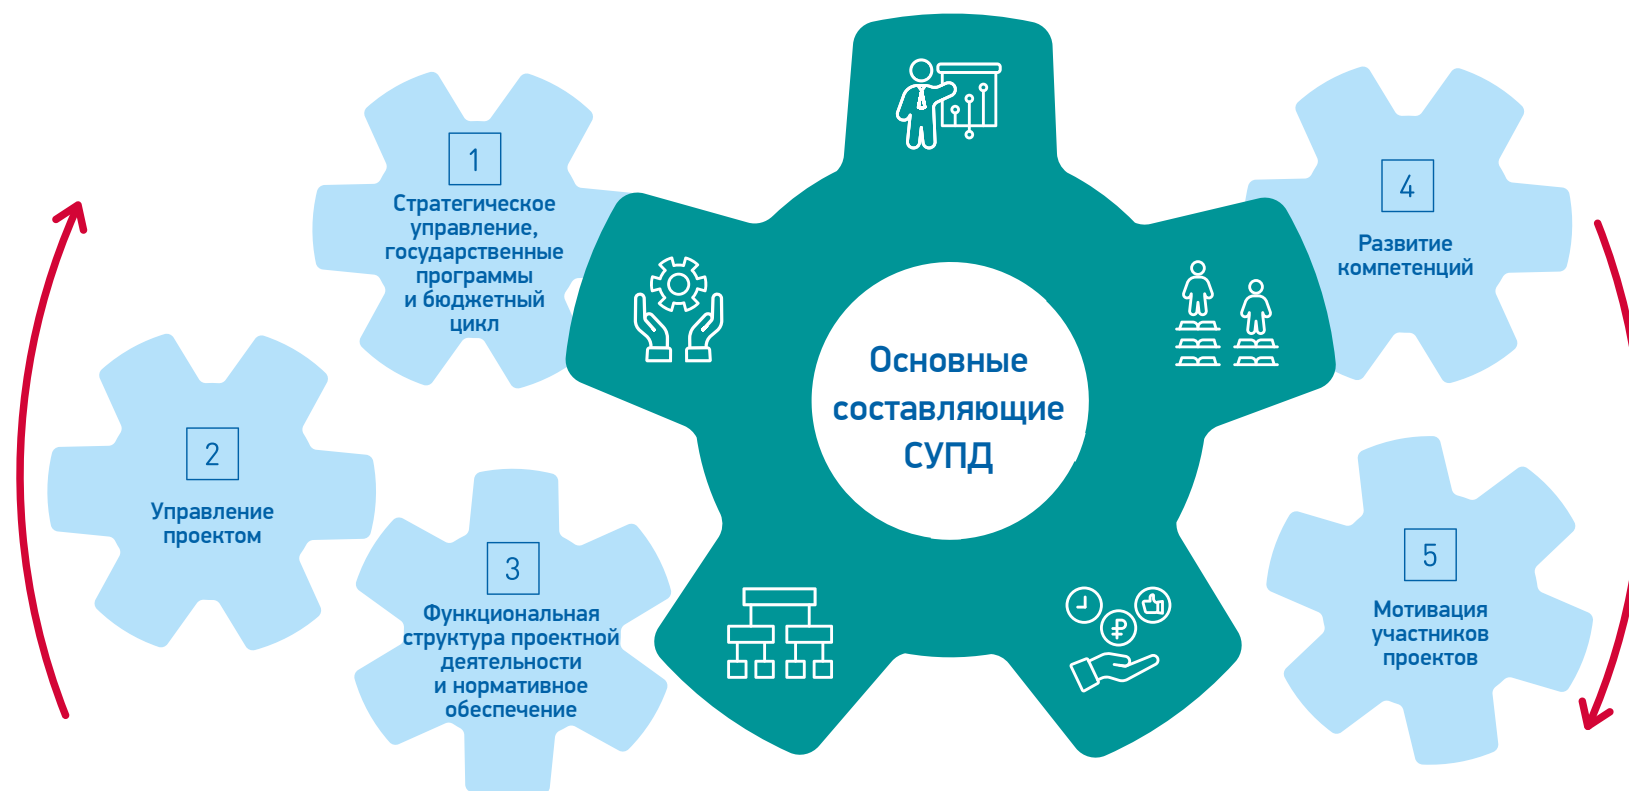 1
Стратегическое
управление,
государственные
программы
и бюджетный
цикл
2
Управление
проектом
3
Функциональная
структура проектной
деятельности
и нормативное
обеспечение
Основные
составляющие
СУПД
4
Развитие
компетенций
5
Мотивация
участников
проектов
₽